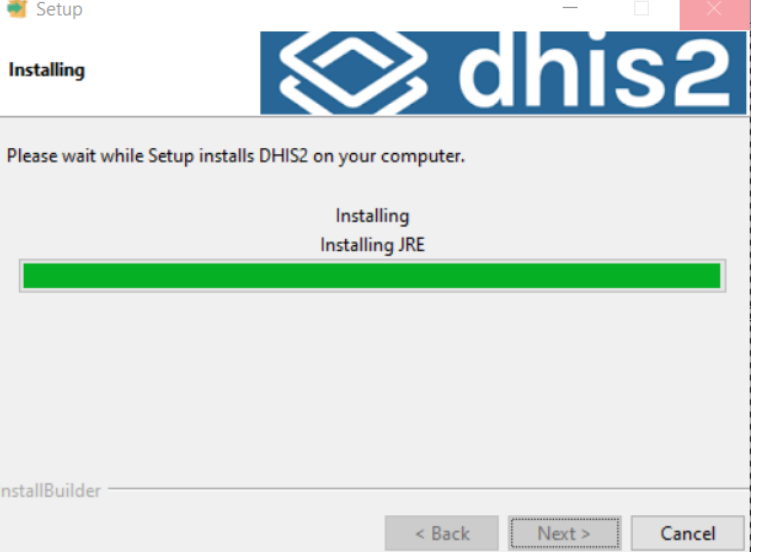 Setup
Installing
dhis2
Please wait while Setup installs DHIS2 on your computer.
Installing
Installing JRE
nstallBuilder
< Back
Next >
Cancel